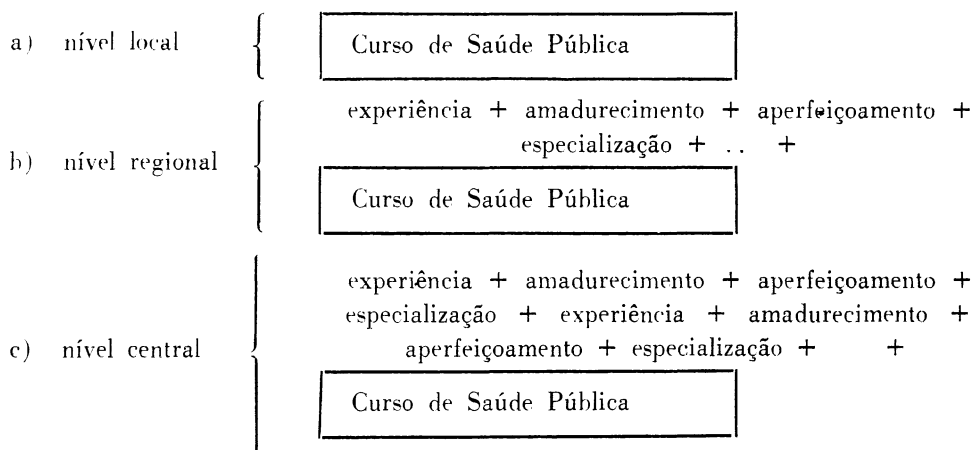 a) nível local
Curso de Saúde Pública
experiência + amadurecimento + aperfeiçoamento +
especialização + .. +
b) nível regional
Curso de Saúde Pública
experiência + amadurecimento + aperfeiçoamento +
especialização + experiência + amadurecimento +
aperfeiçoamento + especialização + +
c) nível central
Curso de Saúde Pública